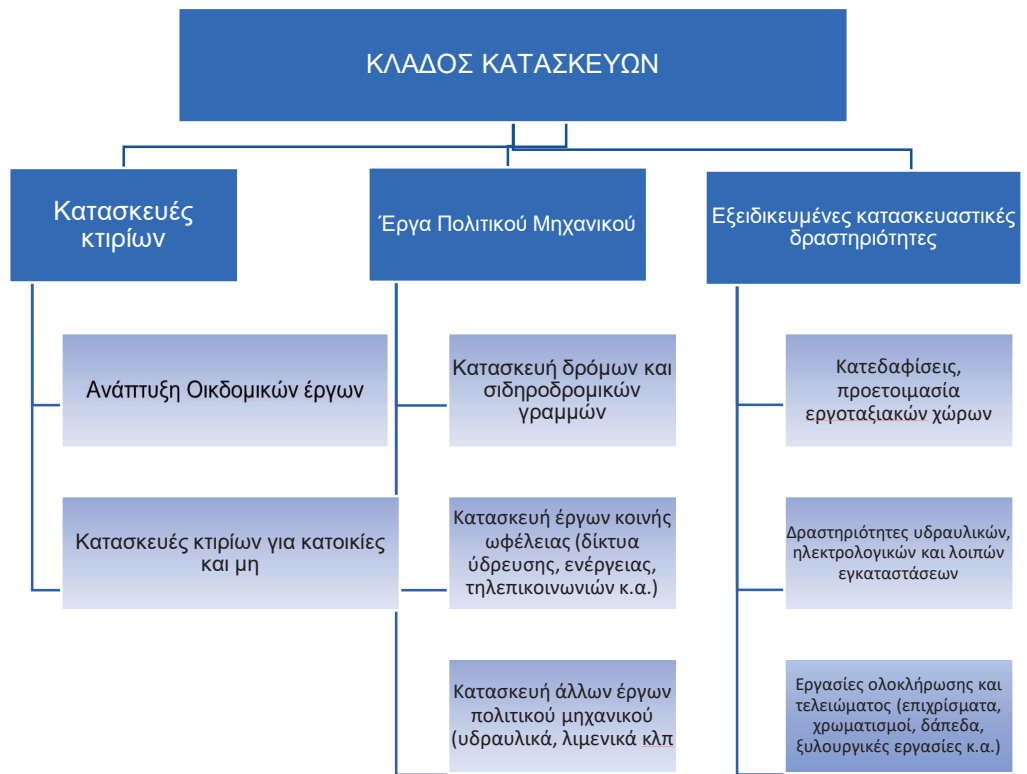 ΚΛΑΔΟΣ ΚΑΤΑΣΚΕΥΩΝ
Κατασκευές
κτιρίων
Έργα Πολιτικού Μηχανικού
Εξειδικευμένες κατασκευαστικές
δραστηριότητες
Ανάπτυξη Οικδομικών έργων
Κατασκευές κτιρίων για κατοικίες
και μη
Κατασκευή δρόμων και
σιδηροδρομικών
γραμμών
Κατασκευή έργων κοινής
ωφέλειας (δίκτυα
ύδρευσης, ενέργειας,
τηλεπικοινωνιών κ.α.)
Κατασκευή άλλων έργων
πολιτικού μηχανικού
(υδραυλικά, λιμενικά κλπ
Κατεδαφίσεις,
προετοιμασία
εργοταξιακών χώρων
Δραστηριότητες υδραυλικών,
ηλεκτρολογικών και λοιπών
εγκαταστάσεων
Εργασίες ολοκλήρωσης και
τελειώματος (επιχρίσματα,
χρωματισμοί, δάπεδα,
ξυλουργικές εργασίες κ.α.)